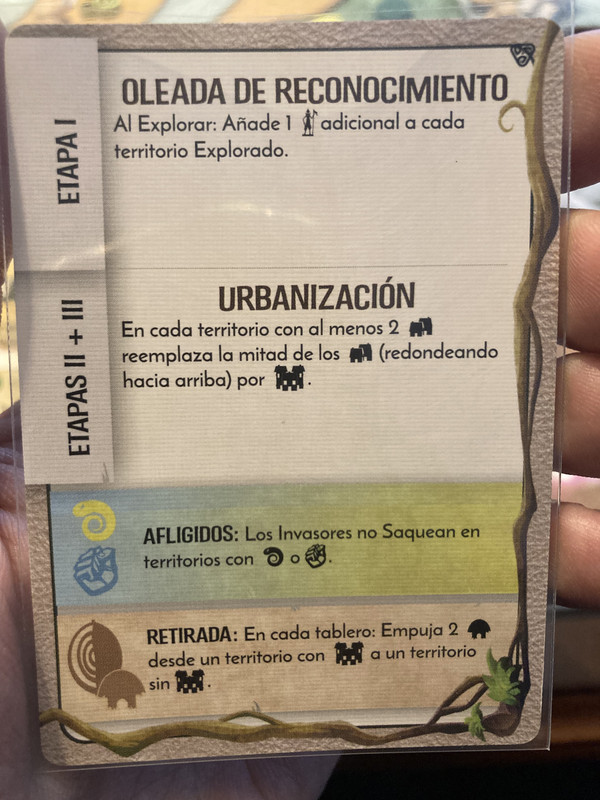 ETAPA I
OLEADA DE RECONOCIMIENTO
Al Explorar: Añade 1 adicional a cada
territorio Explorado.
ETAPAS II + III
URBANIZACIÓN
En cada territorio con al menos 2
reemplaza la mitad de los (redondeando
hacia arriba) por .
AFLIGIDOS: Los Invasores no Saquean en
territorios con o .
RETIRADA: En cada tablero: Empuja 2
desde un territorio con a un territorio
sin .